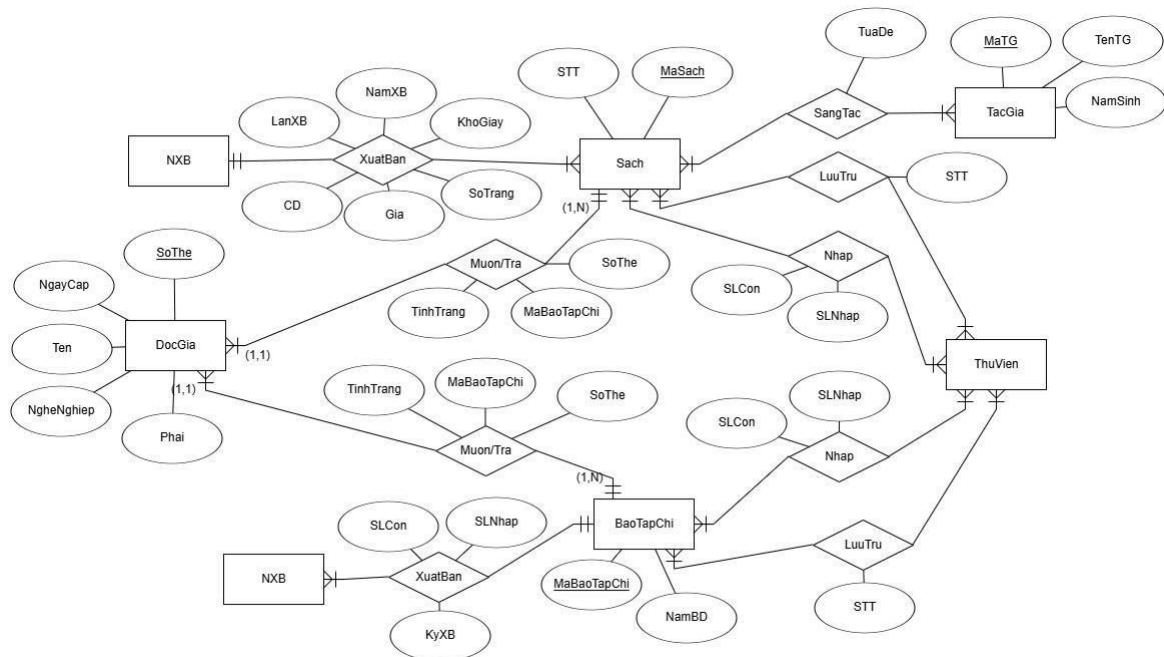 TuaDe
MaTG
TenTG
STT
MaSach
NamXB
NamSinh
LanXB
KhoGiay
SangTac
TacGia
NXB
XuatBan
Sach
LuuTru
STT
CD
Gia
SoTrang
(1,N)
SoThe
Muon/Tra
SoThe
Nhap
NgayCap
SLCon
TinhTrang
MaBaoTapChi
SLNhap
Ten
DocGia
(1,1)
ThuVien
MaBaoTapChi
(1,1)
TinhTrang
SoThe
SLNhap
NgheNghiep
SLCon
Phai
Muon/Tra
Nhap
(1,N)
SLCon
SLNhap
BaoTapChi
LuuTru
NXB
XuatBan
MaBaoTapChi
NamBD
STT
KyXB